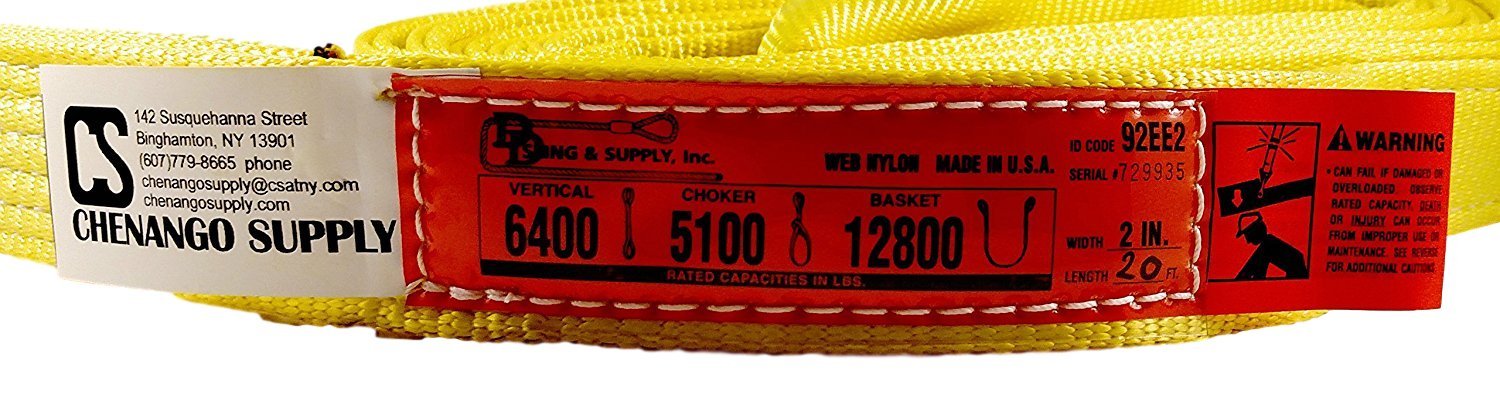 CS
142 Susquehanna Street
Binghamton, NY 13901
(607)779-8665 phone
chenangosupply@csatny.com
chenangosupply.com
CHENANGO SUPPLY
& SUPPLY, Inc.
WEB NYLON MADE IN U.S.A.
VERTICAL CHOKER BASKET
6400 5100 12800
RATED CAPACITIES IN LBS.
ID CODE 92EE2
SERIAL # 729935
WIDTH 2 IN.
LENGTH 20 FT.
WARNING
• CAN FAIL IF DAMAGED OR
OVERLOADED OBSERVE
RATED CAPACITY. DEATH
OR INJURY CAN OCCUR
FROM IMPROPER USE OR
MAINTENANCE. SEE REVERSE
FOR ADDITIONAL CAUTIONS.